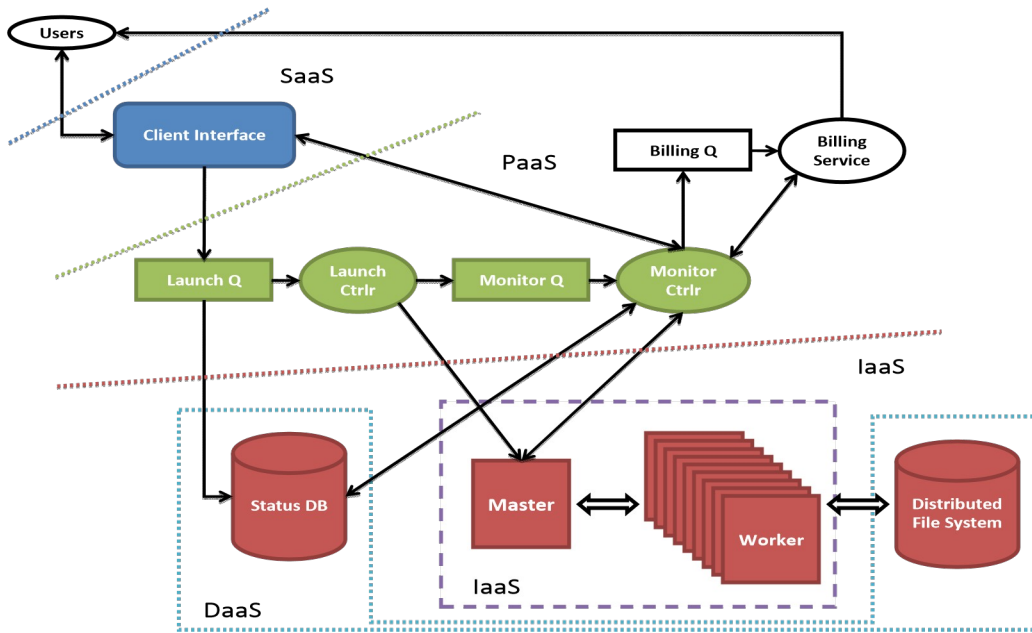 Users
SaaS
Client Interface
PaaS
Billing Q
Billing
Service
Launch Q
Launch
Ctrlr
Monitor Q
Monitor
Ctrlr
IaaS
Status DB
Master
Worker
Distributed
File System
IaaS
DaaS